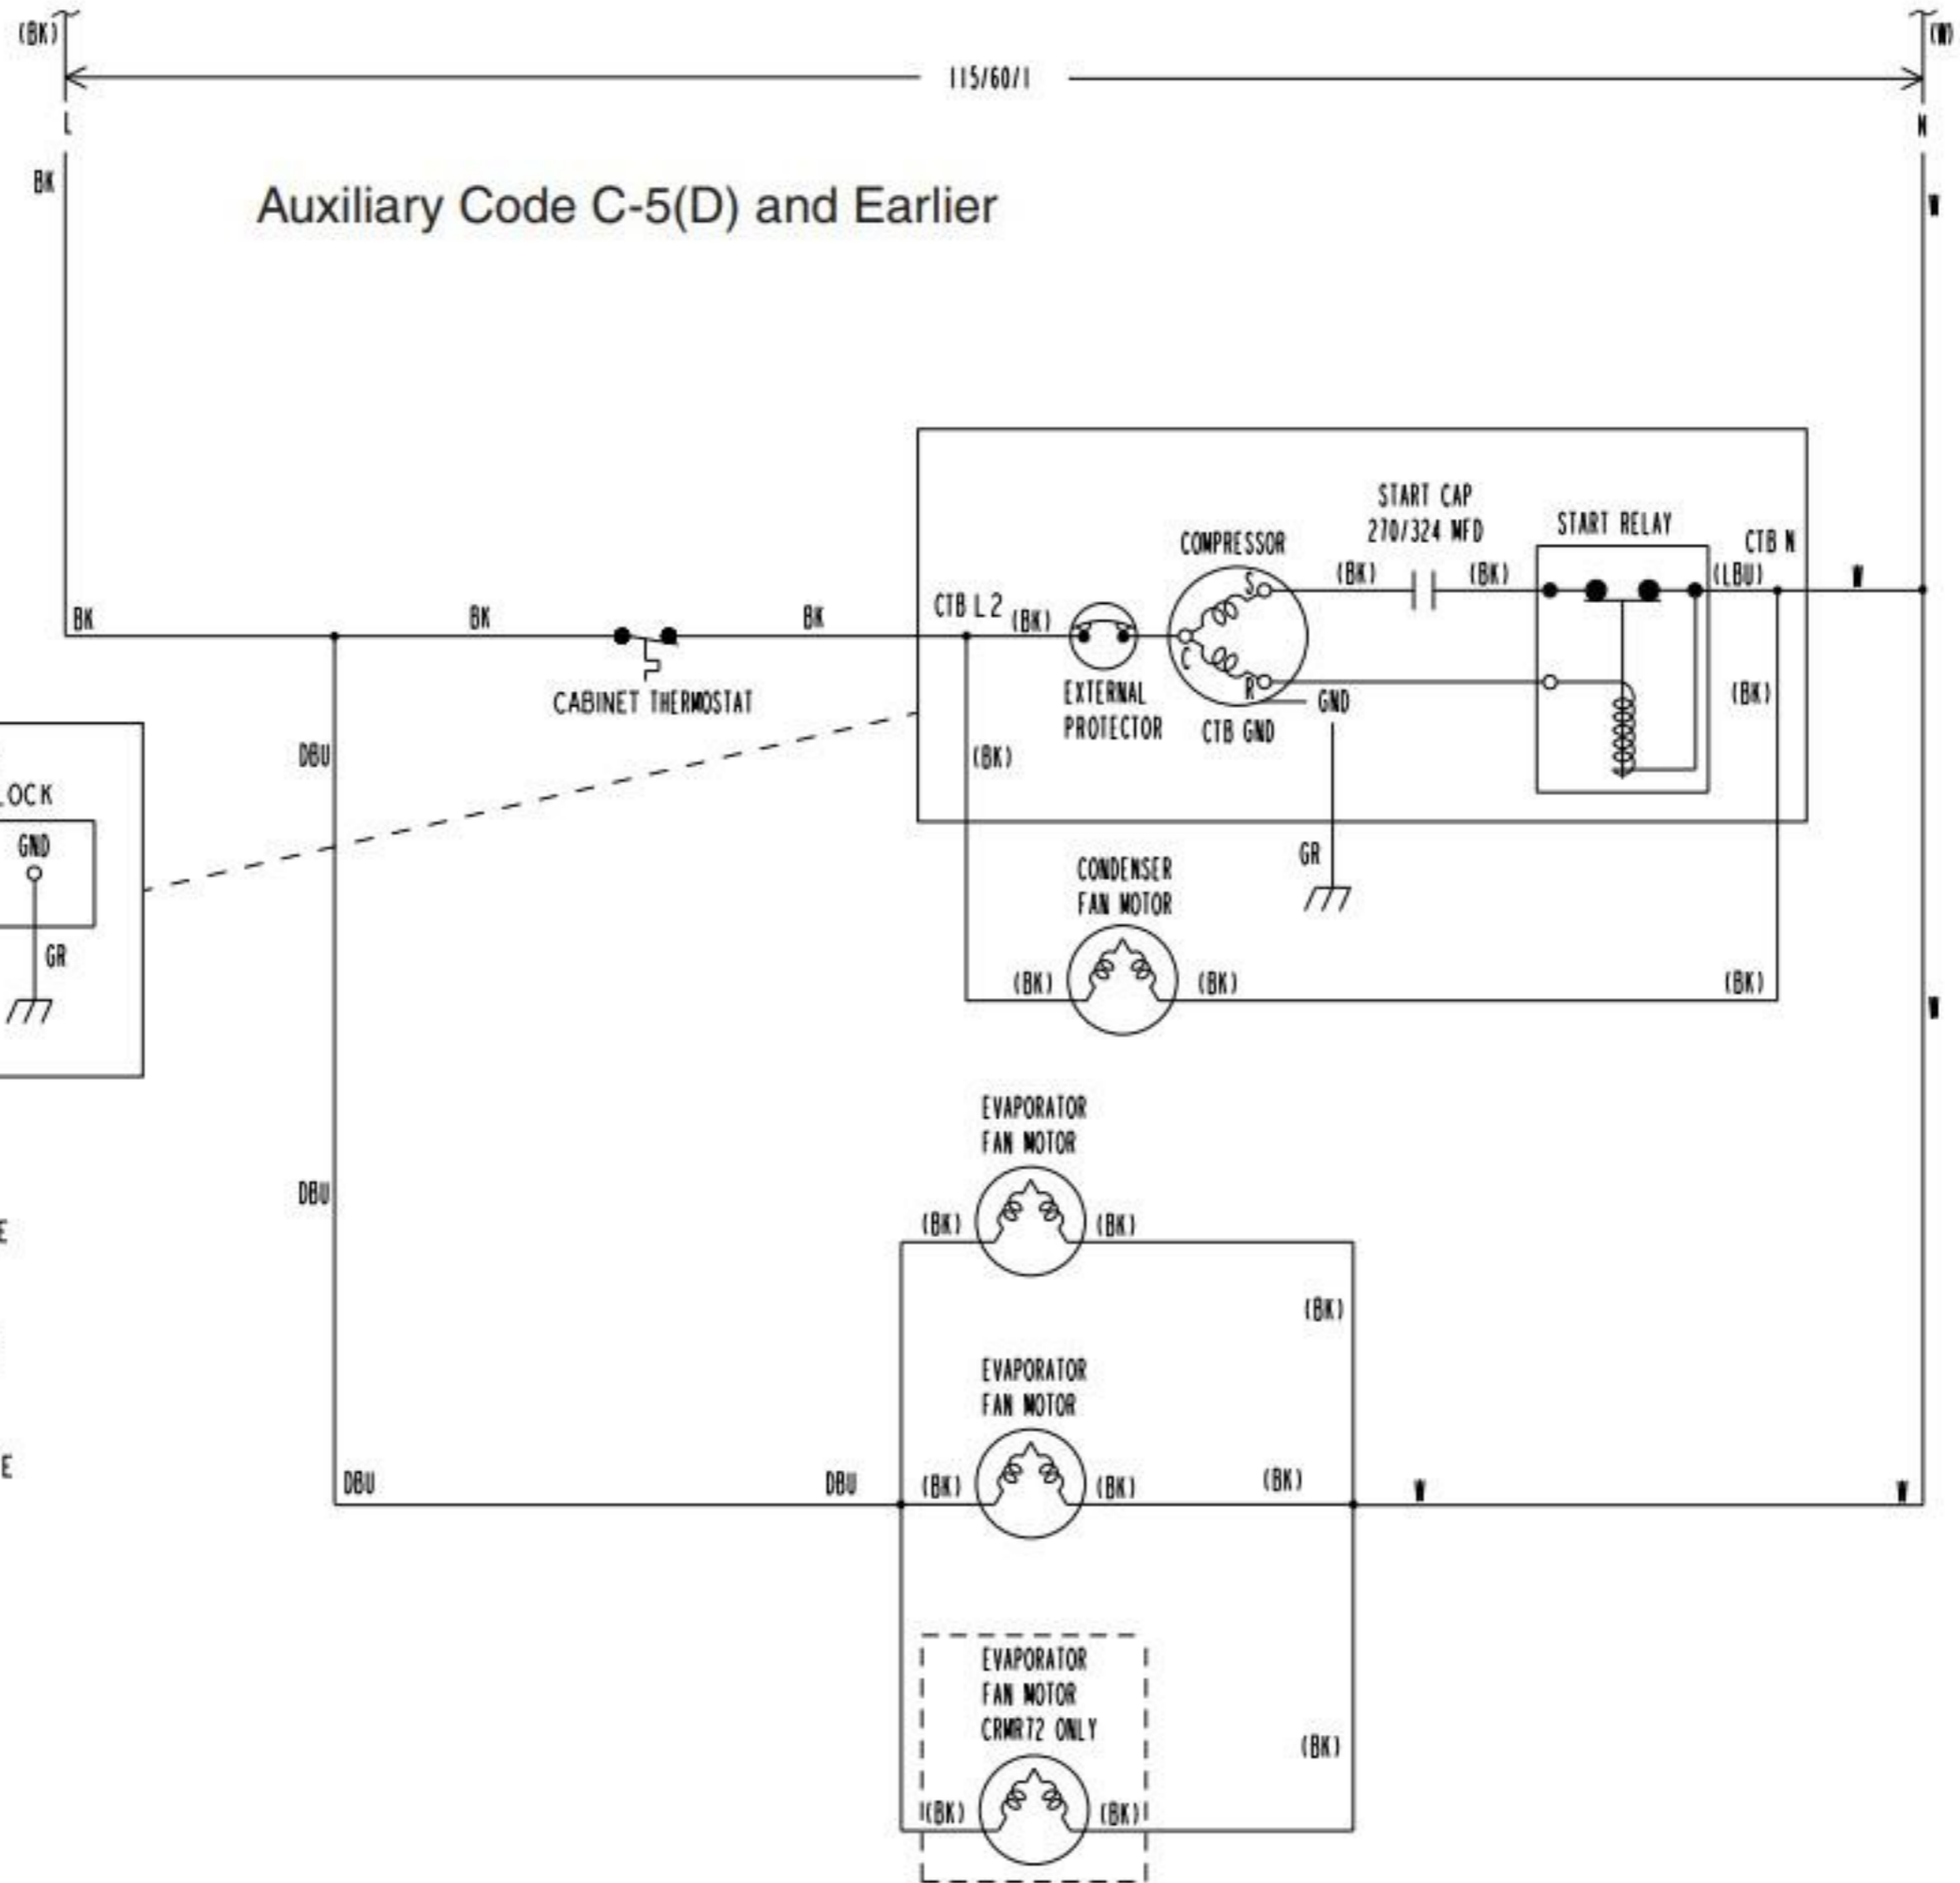 (BK)
(W)
115/60/1
L
N
BK
W
Auxiliary Code C-5(D) and Earlier
START CAP
270/324 MFD
START RELAY
COMPRESSOR
CTB N
(BK)
(BK)
(LBU)
W
S
BK
BK
BK
CTB L 2
(BK)
C
R
GND
CABINET THERMOSTAT
EXTERNAL
PROTECTOR
CTB GND
(BK)
(BK)
DBU
LOCK
GND
GR
GR
CONDENSER
FAN MOTOR
(BK)
(BK)
(BK)
W
EVAPORATOR
FAN MOTOR
DBU
(BK)
(BK)
E
(BK)
EVAPORATOR
FAN MOTOR
E
DBU
DBU
(BK)
(BK)
(BK)
W
W
EVAPORATOR
FAN MOTOR
CRMR72 ONLY
(BK)
(BK)
(BK)